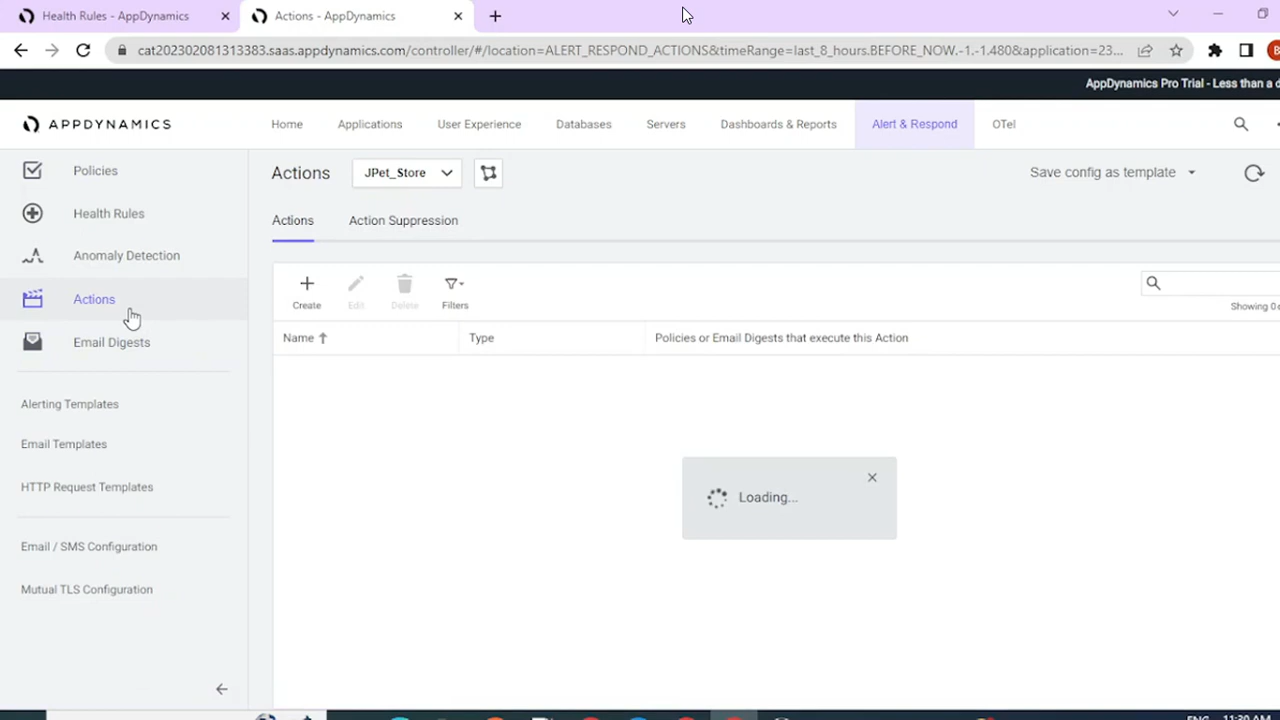 Health Rules - AppDynamics
Actions - AppDynamics
cat202302081313383.saas.appdynamics.com/controller/#/location=ALERT_RESPOND_ACTIONS&timeRange=last_8_hours.BEFORE_NOW.-1.-1.480&application=23...
AppDynamics Pro Trial - Less than a d
APPDYNAMICS
Home
Applications
User Experience
Databases
Servers
Dashboards & Reports
Alert & Respond
OTel
Policies
Health Rules
Anomaly Detection
Actions
Email Digests
Alerting Templates
Email Templates
HTTP Request Templates
Email / SMS Configuration
Mutual TLS Configuration
Actions
JPet_Store
Save config as template
Actions
Action Suppression
Create
Edit
Delete
Filters
Showing 0
Name
Type
Policies or Email Digests that execute this Action
Loading...
ENG
11:20 AM